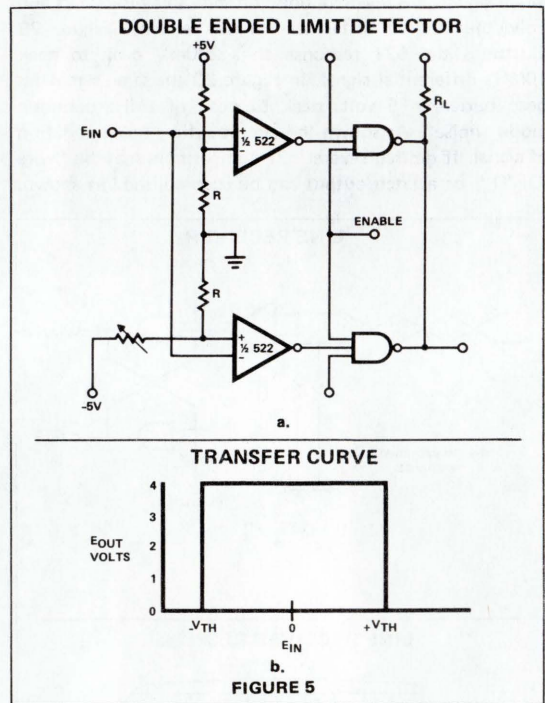 DOUBLE ENDED LIMIT DETECTOR
+5V
EIN
+
½ 522
-
RL
R
ENABLE
R
+
½ 522
-
-5V
a.
TRANSFER CURVE
4
3
EOUT
VOLTS
2
1
0
-VTH
0
+VTH
EIN
b.
FIGURE 5